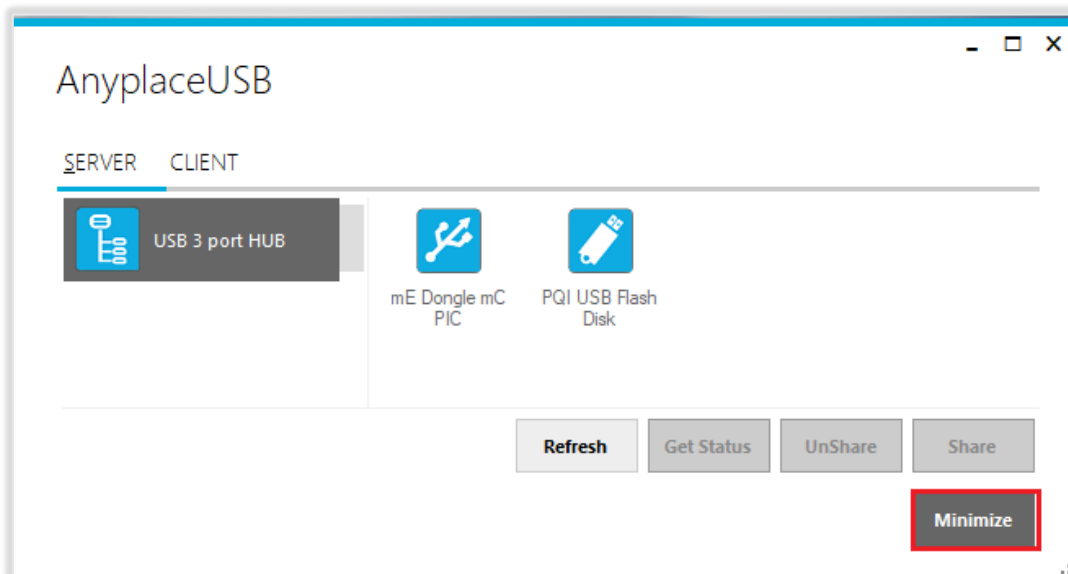 AnyplaceUSB
SERVER CLIENT
USB 3 port HUB
mE Dongle mC
PIC
PQI USB Flash
Disk
Refresh Get Status UnShare Share
Minimize